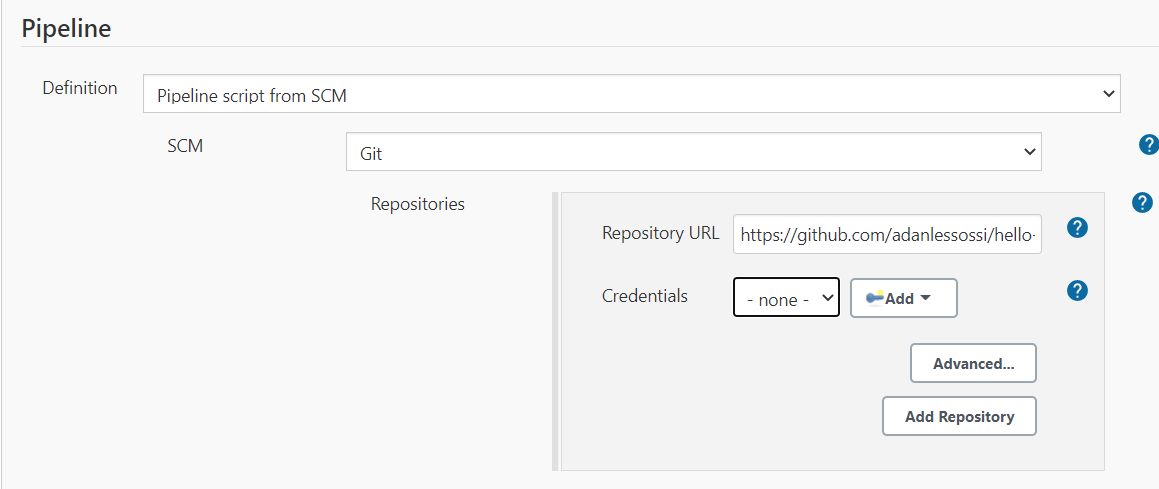 Pipeline
Definition
Pipeline script from SCM
SCM
Git
?
Repositories
?
Repository URL
https://github.com/adanlessossi/hello-
?
Credentials
- none -
Add
?
Advanced...
Add Repository